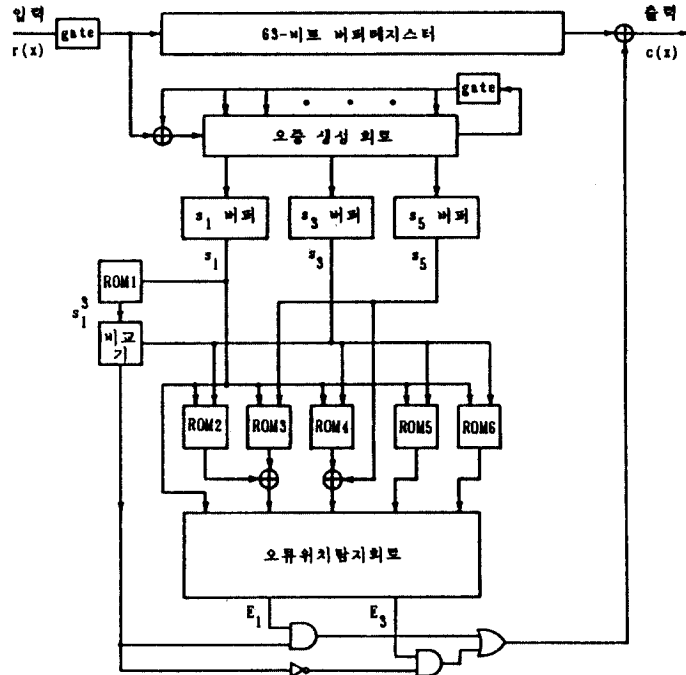 입력
출력
r(x)
gate
63-비트 버퍼레지스터
c(x)
gate
오증 생성 회로
s₁ 버퍼
s₃ 버퍼
s₅ 버퍼
s₁
s₃
s₅
ROM1
s₁³
비교기
ROM2
ROM3
ROM4
ROM5
ROM6
오류위치탐지회로
E₁
E₃